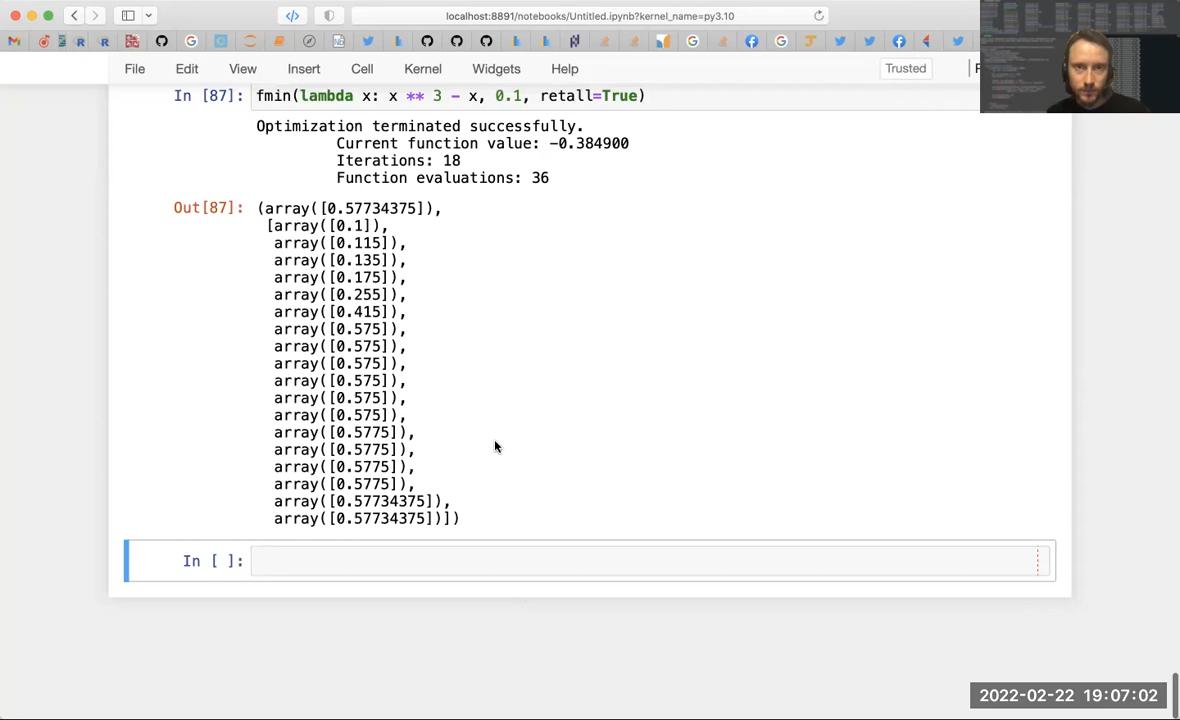 localhost:8891/notebooks/Untitled.ipynb?kernel_name=py3.10
File Edit View Insert Cell Kernel Widgets Help Trusted
In [87]: fmin(lambda x: x ** 3 - x, 0.1, retall=True)
Optimization terminated successfully.
Current function value: -0.384900
Iterations: 18
Function evaluations: 36
Out[87]: (array([0.57734375]),
[array([0.1]),
array([0.115]),
array([0.135]),
array([0.175]),
array([0.255]),
array([0.415]),
array([0.575]),
array([0.575]),
array([0.575]),
array([0.575]),
array([0.575]),
array([0.575]),
array([0.5775]),
array([0.5775]),
array([0.5775]),
array([0.5775]),
array([0.57734375]),
array([0.57734375])])
In [ ]:
2022-02-22 19:07:02